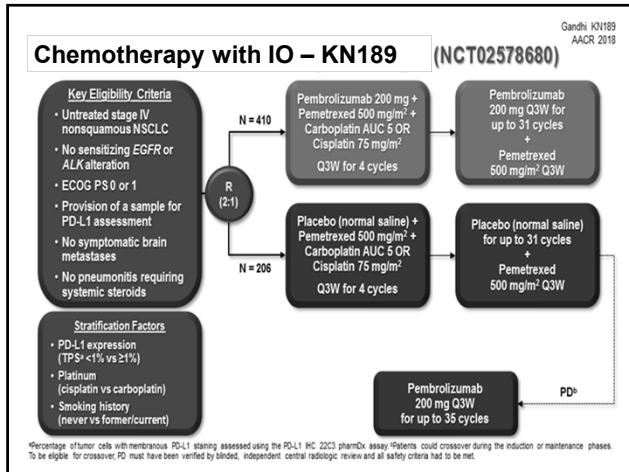 Gandhi KN189
AACR 2018
Chemotherapy with IO – KN189 (NCT02578680)
Key Eligibility Criteria
• Untreated stage IV
nonsquamous NSCLC
• No sensitizing EGFR or
ALK alteration
• ECOG PS 0 or 1
• Provision of a sample for
PD-L1 assessment
• No symptomatic brain
metastases
• No pneumonitis requiring
systemic steroids
Stratification Factors
• PD-L1 expression
(TPSᵃ <1% vs ≥1%)
• Platinum
(cisplatin vs carboplatin)
• Smoking history
(never vs former/current)
R
(2:1)
N = 410
Pembrolizumab 200 mg +
Pemetrexed 500 mg/m² +
Carboplatin AUC 5 OR
Cisplatin 75 mg/m²
Q3W for 4 cycles
Pembrolizumab
200 mg Q3W for
up to 31 cycles
+
Pemetrexed
500 mg/m² Q3W
N = 206
Placebo (normal saline) +
Pemetrexed 500 mg/m² +
Carboplatin AUC 5 OR
Cisplatin 75 mg/m²
Q3W for 4 cycles
Placebo (normal saline)
for up to 31 cycles
+
Pemetrexed
500 mg/m² Q3W
PDᵇ
Pembrolizumab
200 mg Q3W
for up to 35 cycles
ᵃPercentage of tumor cells with membranous PD-L1 staining assessed using the PD-L1 IHC 22C3 pharmDx assay. ᵇPatients could crossover during the induction or maintenance phases.
To be eligible for crossover, PD must have been verified by blinded, independent central radiologic review and all safety criteria had to be met.